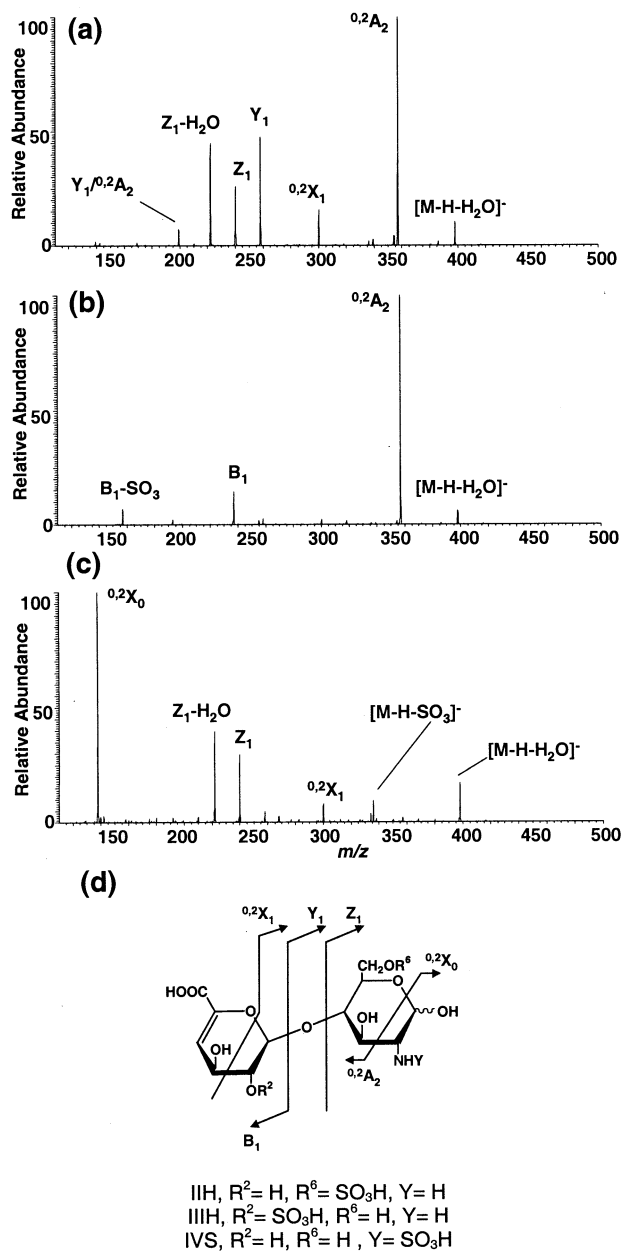 (a)
Relative Abundance
100
50
0
⁰,²A₂
Y₁
Z₁-H₂O
Z₁
Y₁/⁰,²A₂
⁰,²X₁
[M-H-H₂O]⁻
150 200 250 300 350 400 450 500
(b)
Relative Abundance
100
50
0
⁰,²A₂
B₁
B₁-SO₃
[M-H-H₂O]⁻
150 200 250 300 350 400 450 500
(c)
Relative Abundance
100
50
0
⁰,²X₀
Z₁-H₂O
Z₁
⁰,²X₁
[M-H-SO₃]⁻
[M-H-H₂O]⁻
150 200 250 300 350 400 450 500
m/z
(d)
⁰,²X₁ Y₁ Z₁
CH₂OR⁶ ⁰,²X₀
HOOC O O OH
OH O OH
OR² NHY
⁰,²A₂
B₁
IIH, R²= H, R⁶= SO₃H, Y= H
IIIH, R²= SO₃H, R⁶= H, Y= H
IVS, R²= H, R⁶= H , Y= SO₃H